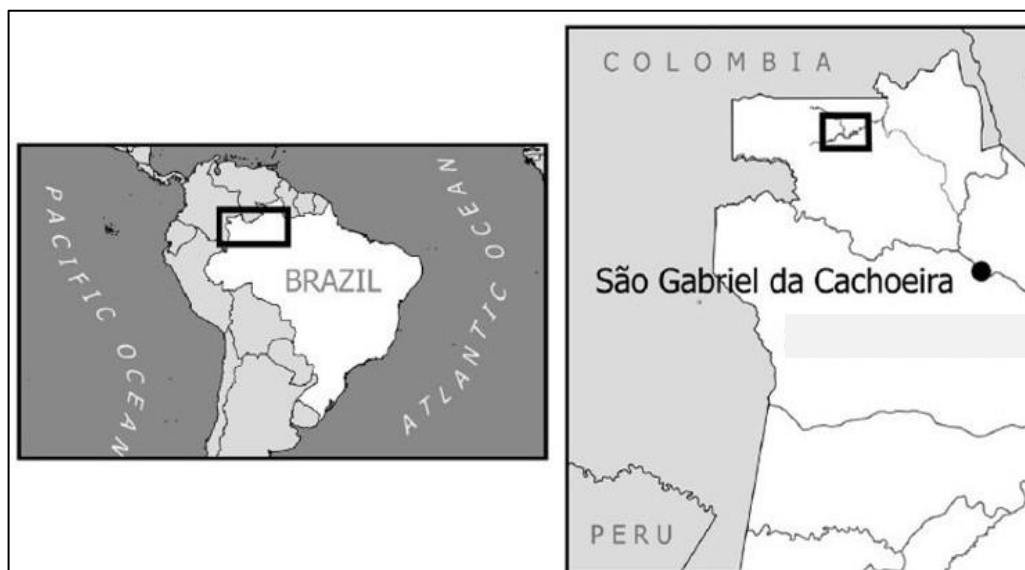 PACIFIC OCEAN
BRAZIL
ATLANTIC OCEAN
COLOMBIA
São Gabriel da Cachoeira
PERU